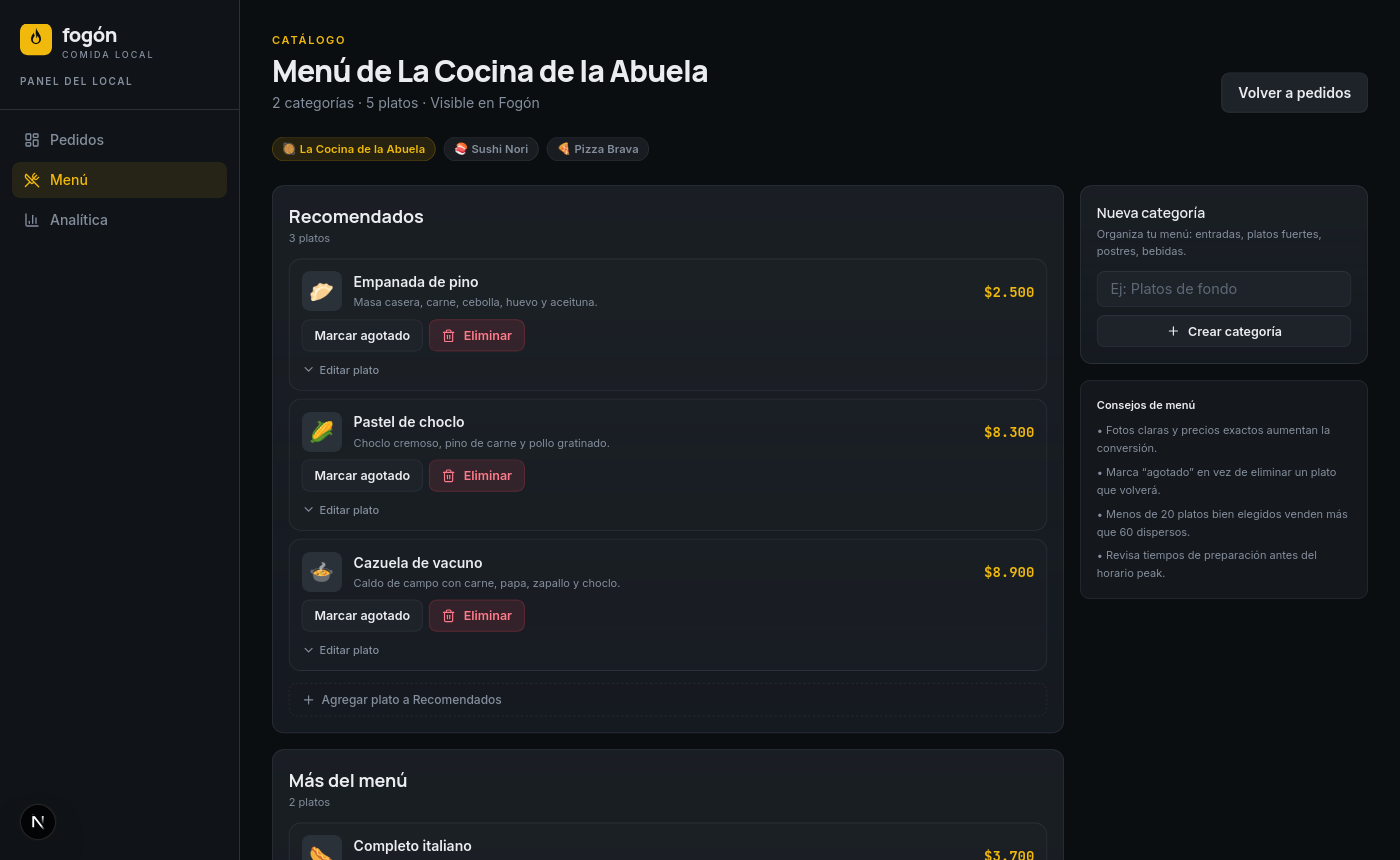 fogón
COMIDA LOCAL
PANEL DEL LOCAL
Pedidos
Menú
Analítica
N
CATÁLOGO
Menú de La Cocina de la Abuela
2 categorías · 5 platos · Visible en Fogón
Volver a pedidos
La Cocina de la Abuela
Sushi Nori
Pizza Brava
Recomendados
3 platos
Empanada de pino
Masa casera, carne, cebolla, huevo y aceituna.
$2.500
Marcar agotado
Eliminar
Editar plato
Pastel de choclo
Choclo cremoso, pino de carne y pollo gratinado.
$8.300
Marcar agotado
Eliminar
Editar plato
Cazuela de vacuno
Caldo de campo con carne, papa, zapallo y choclo.
$8.900
Marcar agotado
Eliminar
Editar plato
Agregar plato a Recomendados
Más del menú
2 platos
Completo italiano
$3.700
Nueva categoría
Organiza tu menú: entradas, platos fuertes,
postres, bebidas.
Ej: Platos de fondo
Crear categoría
Consejos de menú
• Fotos claras y precios exactos aumentan la
conversión.
• Marca “agotado” en vez de eliminar un plato
que volverá.
• Menos de 20 platos bien elegidos venden más
que 60 dispersos.
• Revisa tiempos de preparación antes del
horario peak.